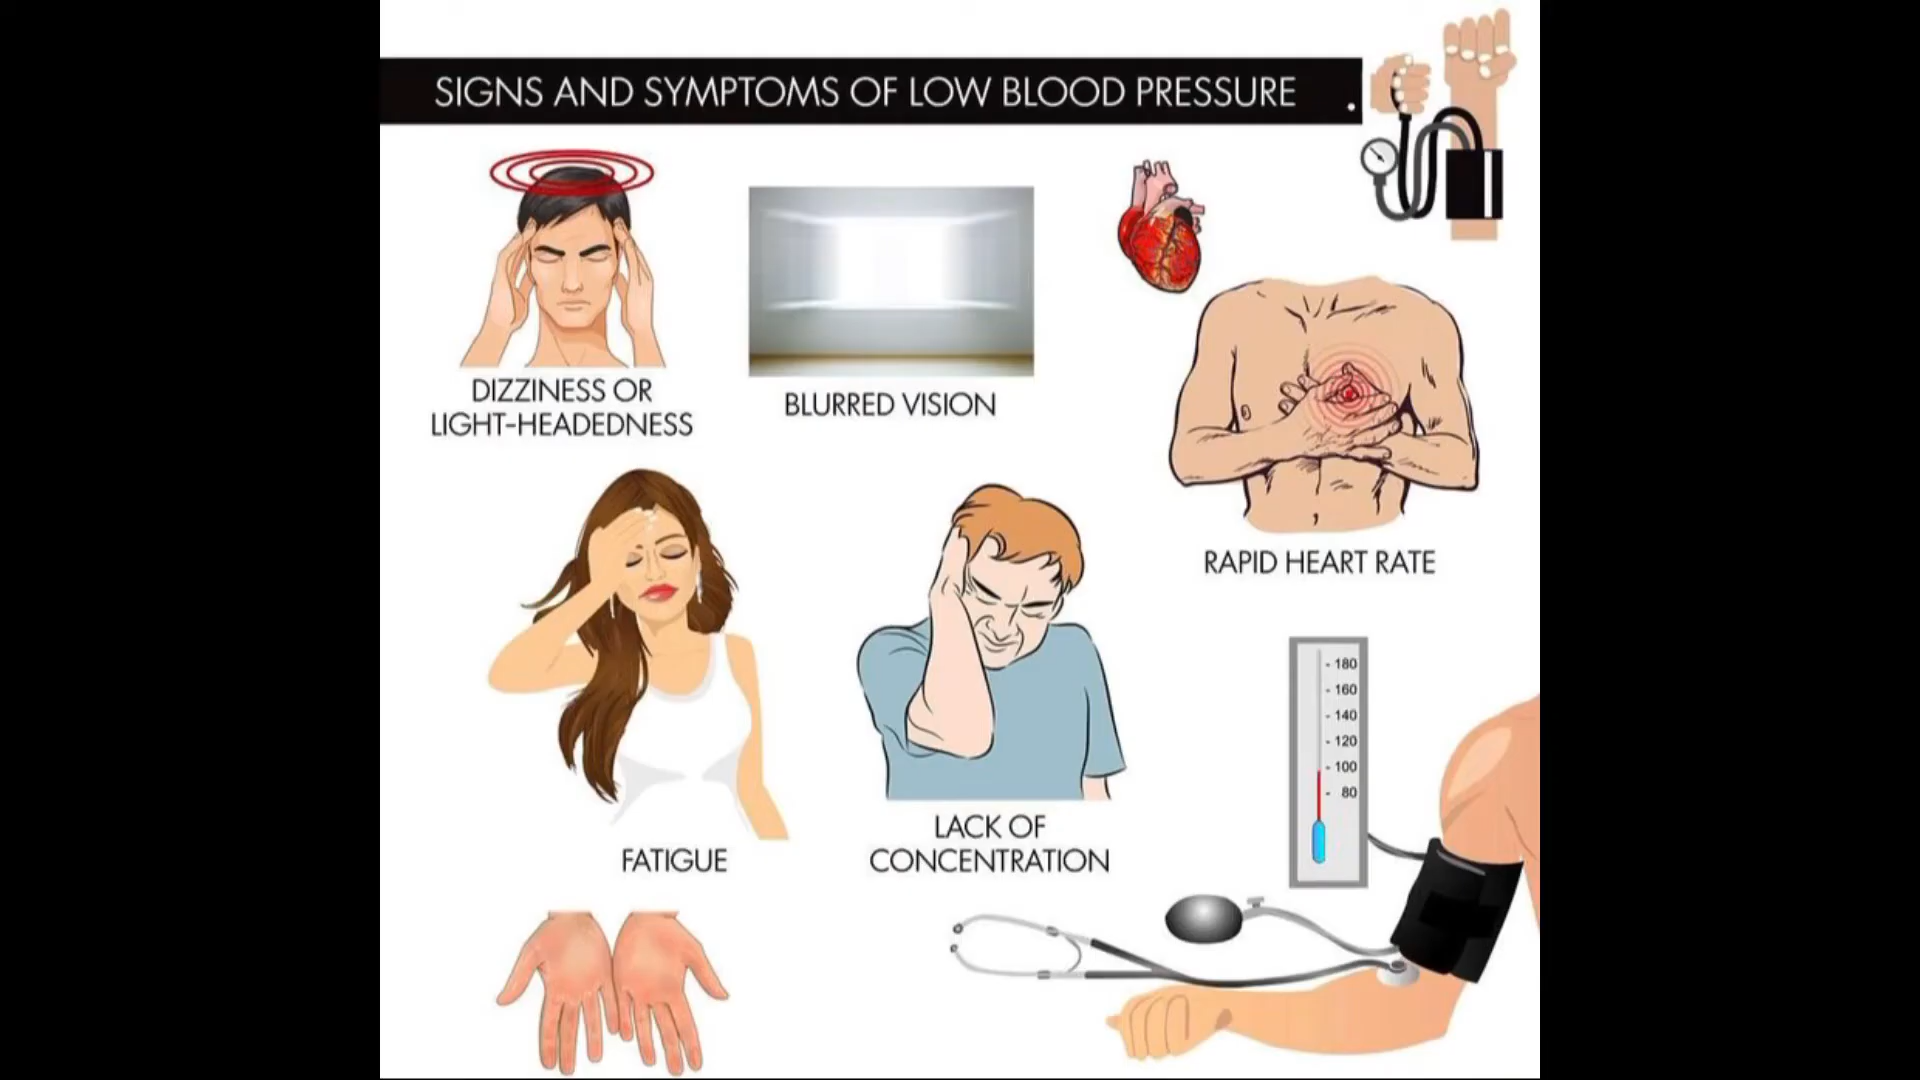 SIGNS AND SYMPTOMS OF LOW BLOOD PRESSURE .
DIZZINESS OR
LIGHT-HEADEDNESS
BLURRED VISION
RAPID HEART RATE
FATIGUE
LACK OF
CONCENTRATION
- 180
- 160
- 140
- 120
- 100
- 80